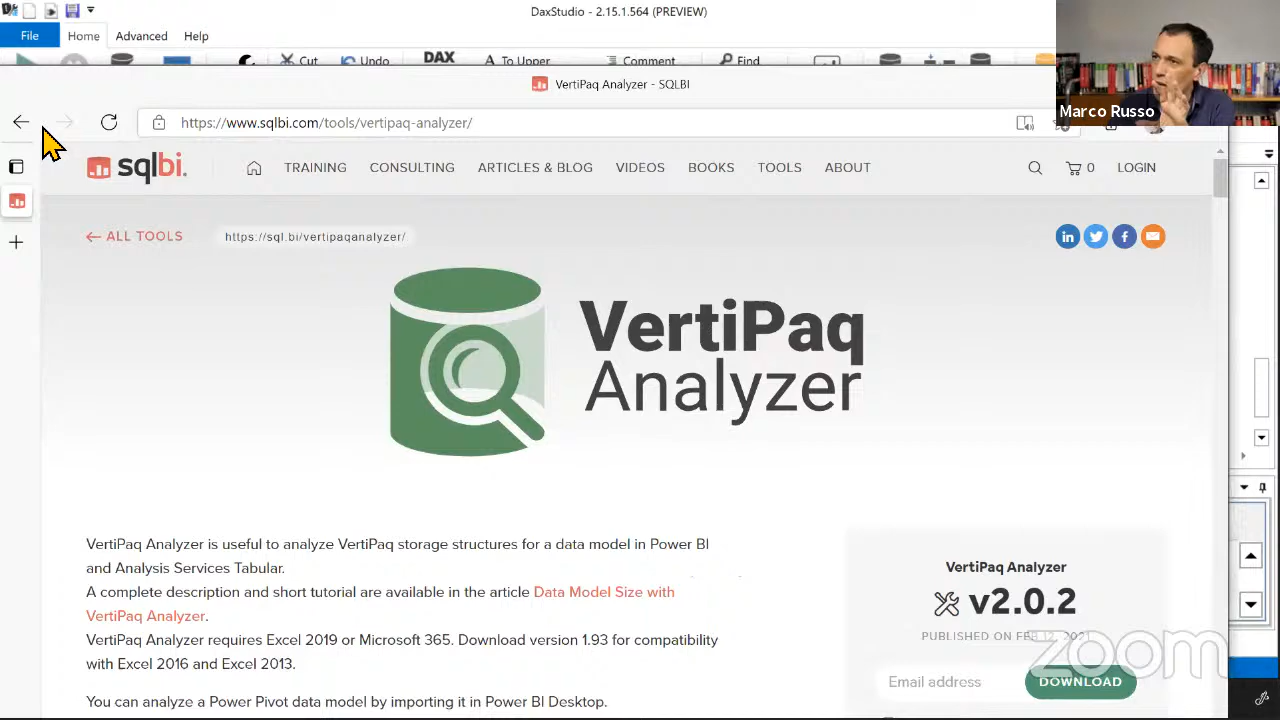 DaxStudio - 2.15.1.564 (PREVIEW)
File Home Advanced Help
Cut Undo DAX To Upper Comment Find
VertiPaq Analyzer - SQLBI
Marco Russo
https://www.sqlbi.com/tools/vertipaq-analyzer/
sqlbi. TRAINING CONSULTING ARTICLES & BLOG VIDEOS BOOKS TOOLS ABOUT 0 LOGIN
ALL TOOLS https://sql.bi/vertipaqanalyzer/
VertiPaq
Analyzer
VertiPaq Analyzer is useful to analyze VertiPaq storage structures for a data model in Power BI
and Analysis Services Tabular.
A complete description and short tutorial are available in the article Data Model Size with
VertiPaq Analyzer.
VertiPaq Analyzer requires Excel 2019 or Microsoft 365. Download version 1.93 for compatibility
with Excel 2016 and Excel 2013.
You can analyze a Power Pivot data model by importing it in Power BI Desktop.
VertiPaq Analyzer
v2.0.2
PUBLISHED ON FEB 12, 2021
Email address DOWNLOAD
zoom